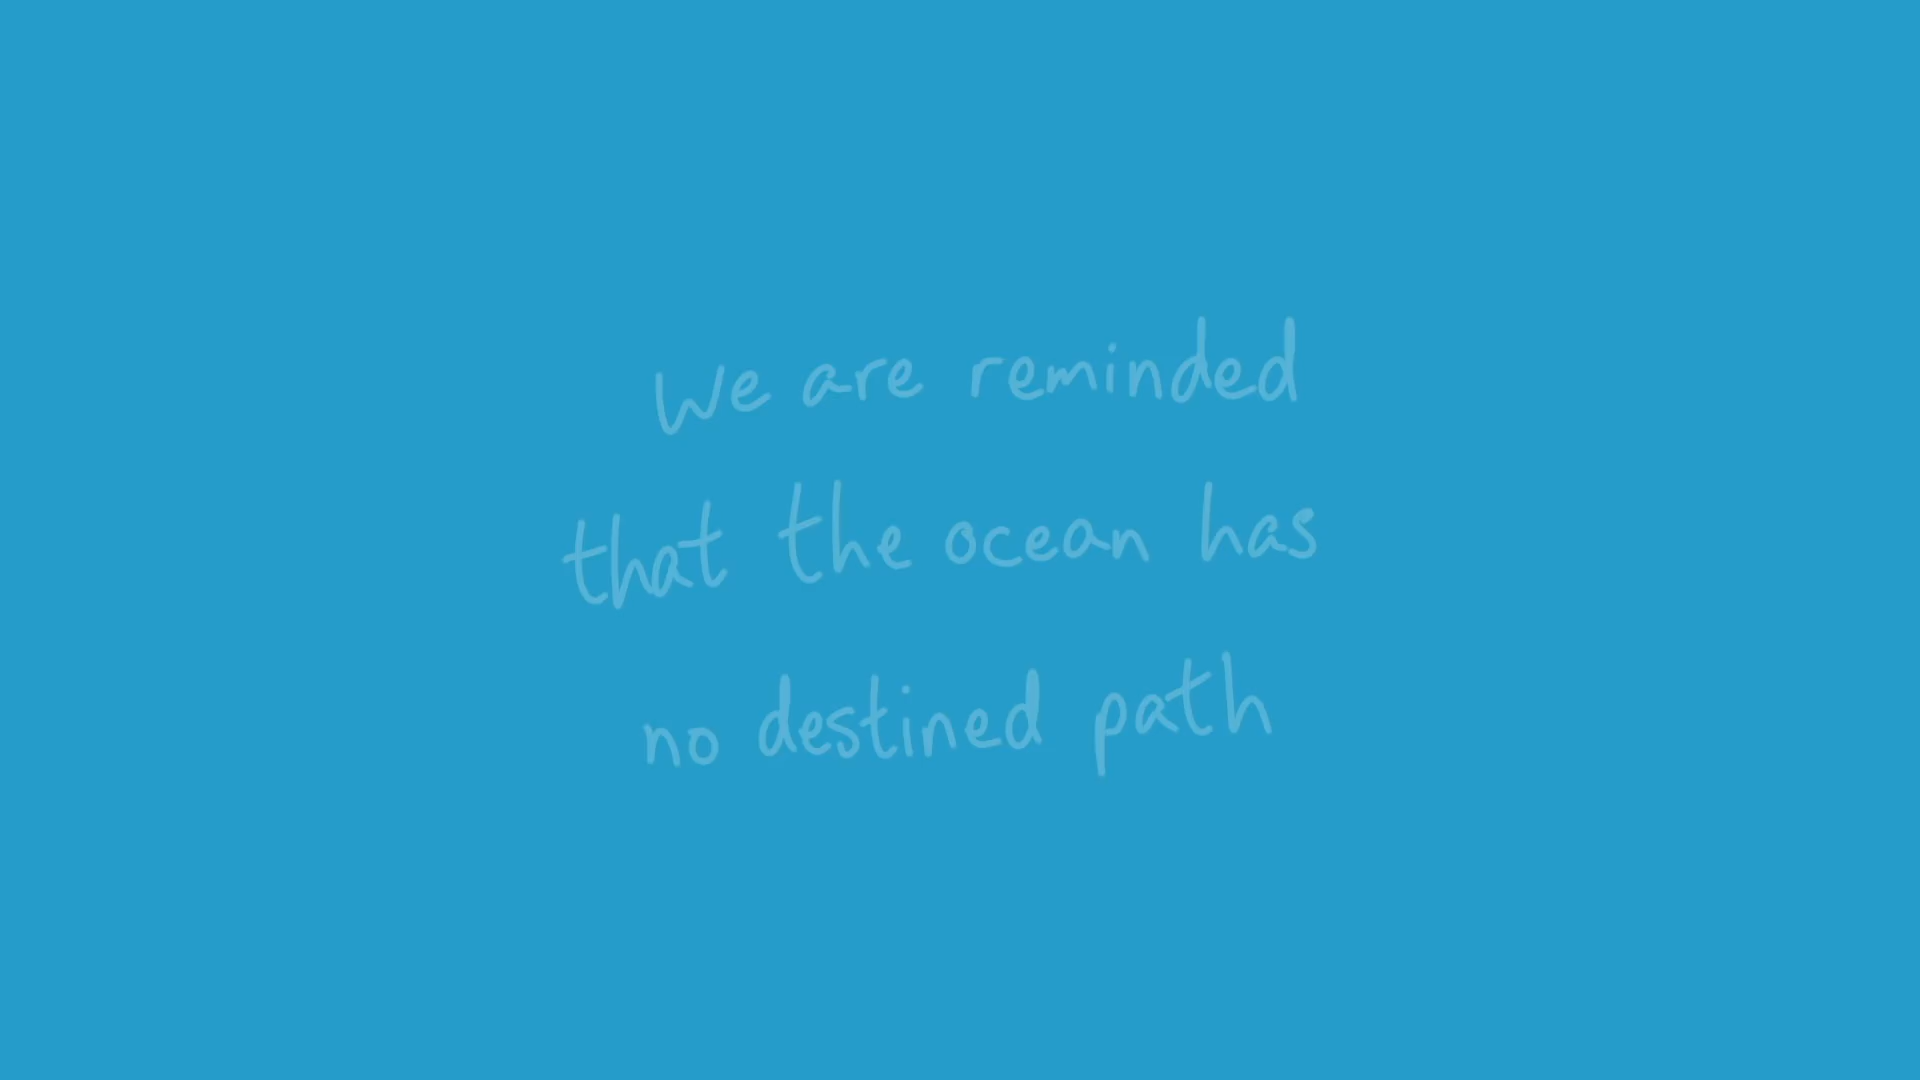 We are reminded
that the ocean has
no destined path